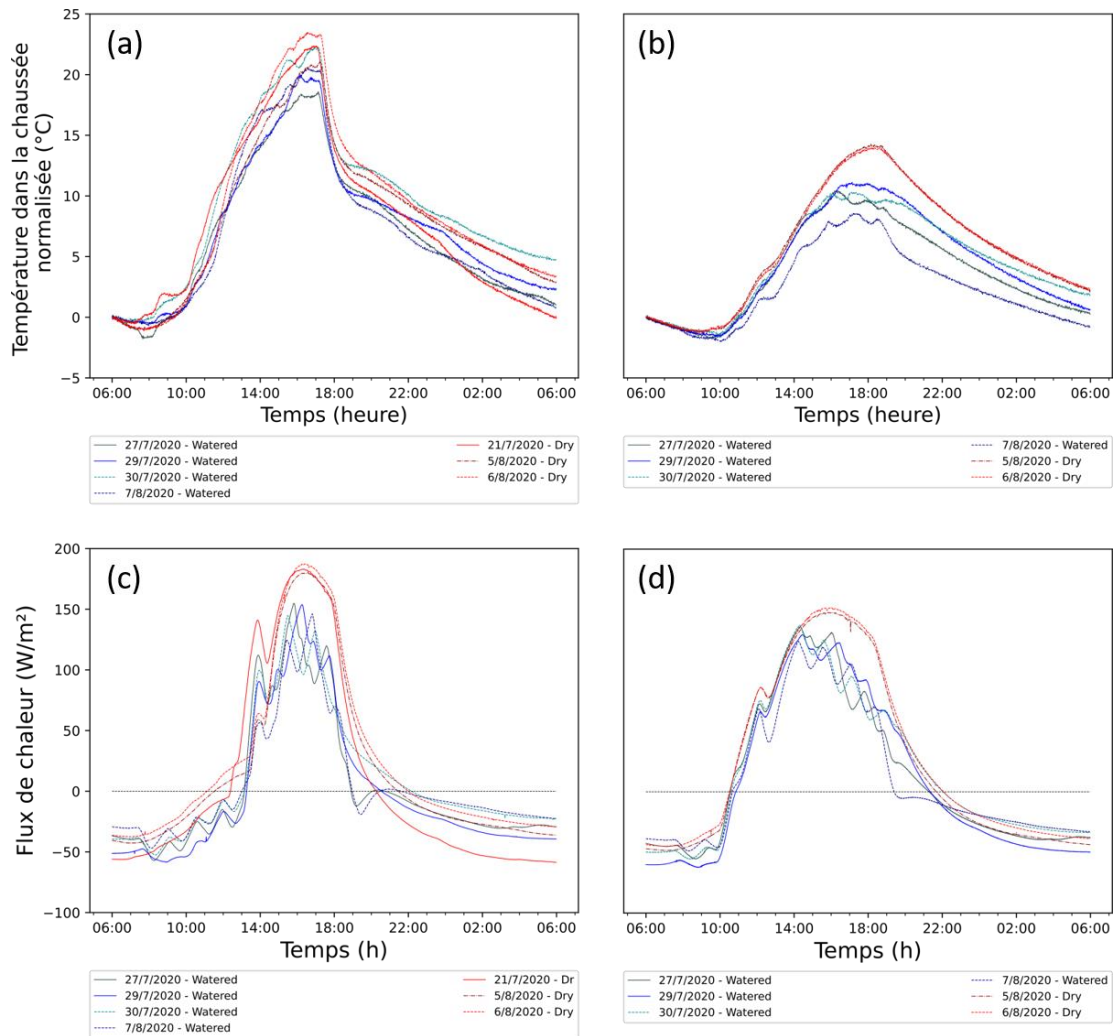 (a)
(b)
Température dans la chaussée
normalisée (°C)
25
20
15
10
5
0
−5
06:00 10:00 14:00 18:00 22:00 02:00 06:00
Temps (heure)
06:00 10:00 14:00 18:00 22:00 02:00 06:00
Temps (heure)
27/7/2020 - Watered
29/7/2020 - Watered
30/7/2020 - Watered
7/8/2020 - Watered
21/7/2020 - Dry
5/8/2020 - Dry
6/8/2020 - Dry
27/7/2020 - Watered
29/7/2020 - Watered
30/7/2020 - Watered
7/8/2020 - Watered
5/8/2020 - Dry
6/8/2020 - Dry
(c)
(d)
Flux de chaleur (W/m²)
200
150
100
50
0
−50
−100
06:00 10:00 14:00 18:00 22:00 02:00 06:00
Temps (h)
06:00 10:00 14:00 18:00 22:00 02:00 06:00
Temps (h)
27/7/2020 - Watered
29/7/2020 - Watered
30/7/2020 - Watered
7/8/2020 - Watered
21/7/2020 - Dr
5/8/2020 - Dry
6/8/2020 - Dry
27/7/2020 - Watered
29/7/2020 - Watered
30/7/2020 - Watered
7/8/2020 - Watered
5/8/2020 - Dry
6/8/2020 - Dry